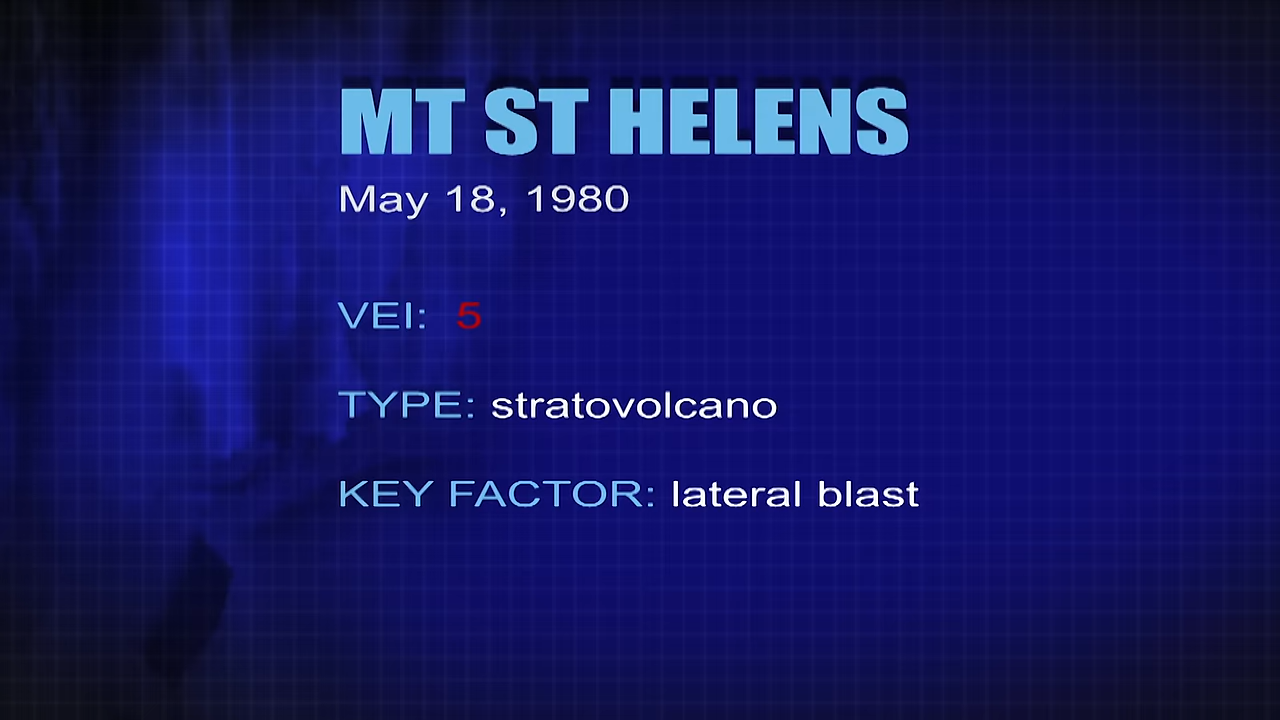 MT ST HELENS
May 18, 1980
VEI: 5
TYPE: stratovolcano
KEY FACTOR: lateral blast